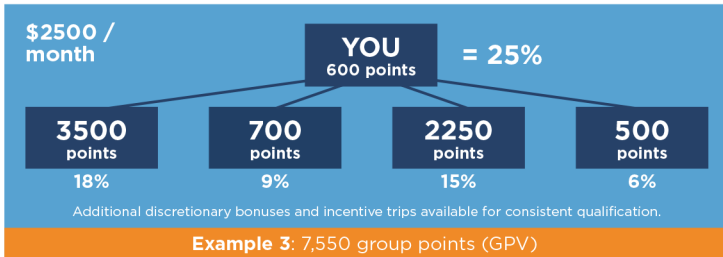 $2500 /
month
YOU
600 points
= 25%
3500
points
700
points
2250
points
500
points
18%
9%
15%
6%
Additional discretionary bonuses and incentive trips available for consistent qualification.
Example 3: 7,550 group points (GPV)